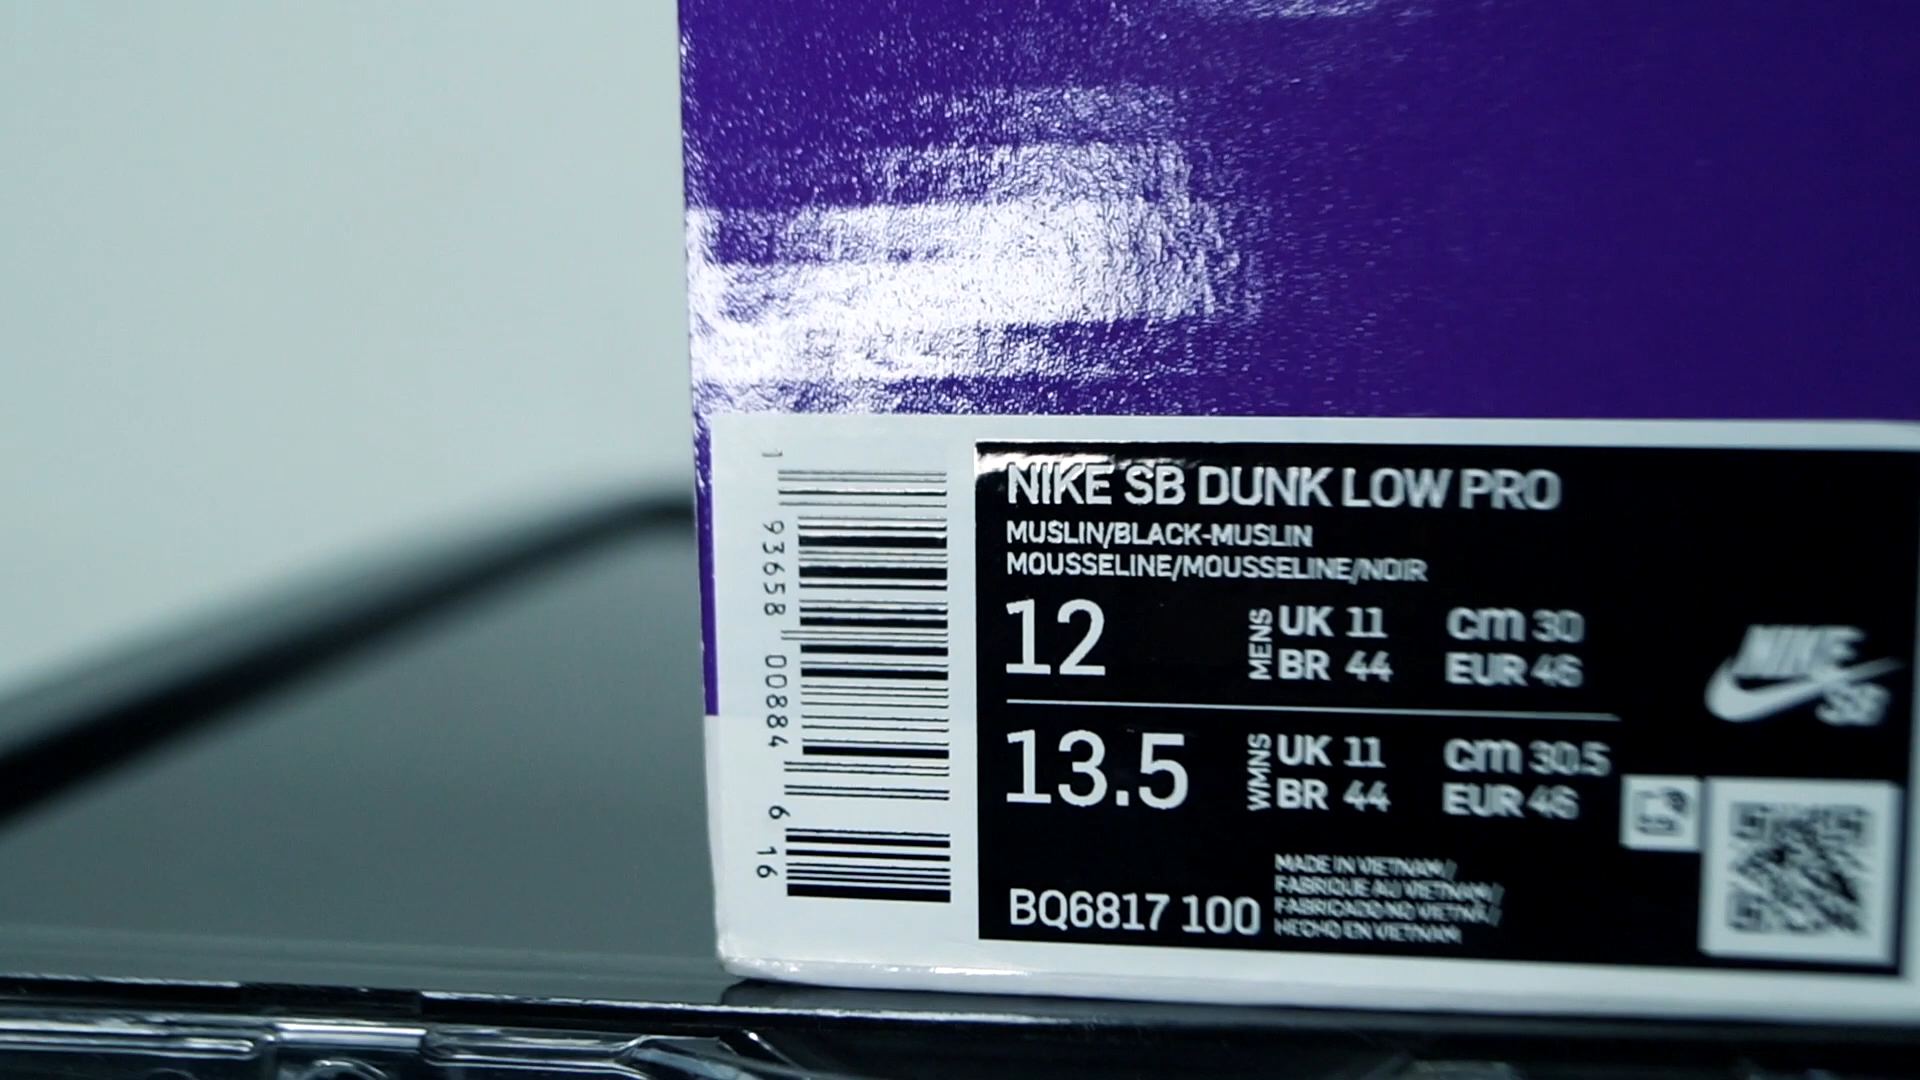 NIKE SB DUNK LOW PRO
MUSLIN/BLACK-MUSLIN
MOUSSELINE/MOUSSELINE/NOIR
12
MENS
UK 11 cm 30
BR 44 EUR 46
13.5
WMNS
UK 11 cm 30.5
BR 44 EUR 46
NIKE
SB
BQ6817 100
MADE IN VIETNAM/
FABRIQUE AU VIETNAM/
FABRICADO NO VIETNÃ/
HECHO EN VIETNAM
1 93658 00884 6 16